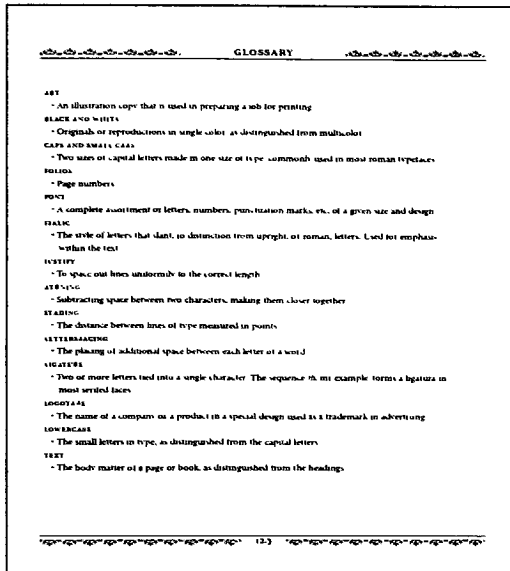 GLOSSARY
ART
- An illustration copy that is used in preparing a job for printing
BLACK AND WHITE
- Originals or reproductions in single color, as distinguished from multicolor
CAPS AND SMALL CAPS
- Two sizes of capital letters made in one size of type, commonly used in most roman typefaces
FOLIOS
- Page numbers
FONT
- A complete assortment of letters, numbers, punctuation marks, etc. of a given size and design
ITALIC
- The style of letters that slant, in distinction from upright, or roman, letters. Used for emphasis
within the text
JUSTIFY
- To space out lines uniformly to the correct length
KERNING
- Subtracting space between two characters, making them closer together
LEADING
- The distance between lines of type measured in points
LETTERSPACING
- The placing of additional space between each letter of a word
LIGATURE
- Two or more letters tied into a single character. The sequence for example forms a ligature in
most serifed faces
LOGOTYPE
- The name of a company or a product in a special design used as a trademark in advertising
LOWERCASE
- The small letters in type, as distinguished from the capital letters
TEXT
- The body matter of a page or book, as distinguished from the headings
12-3